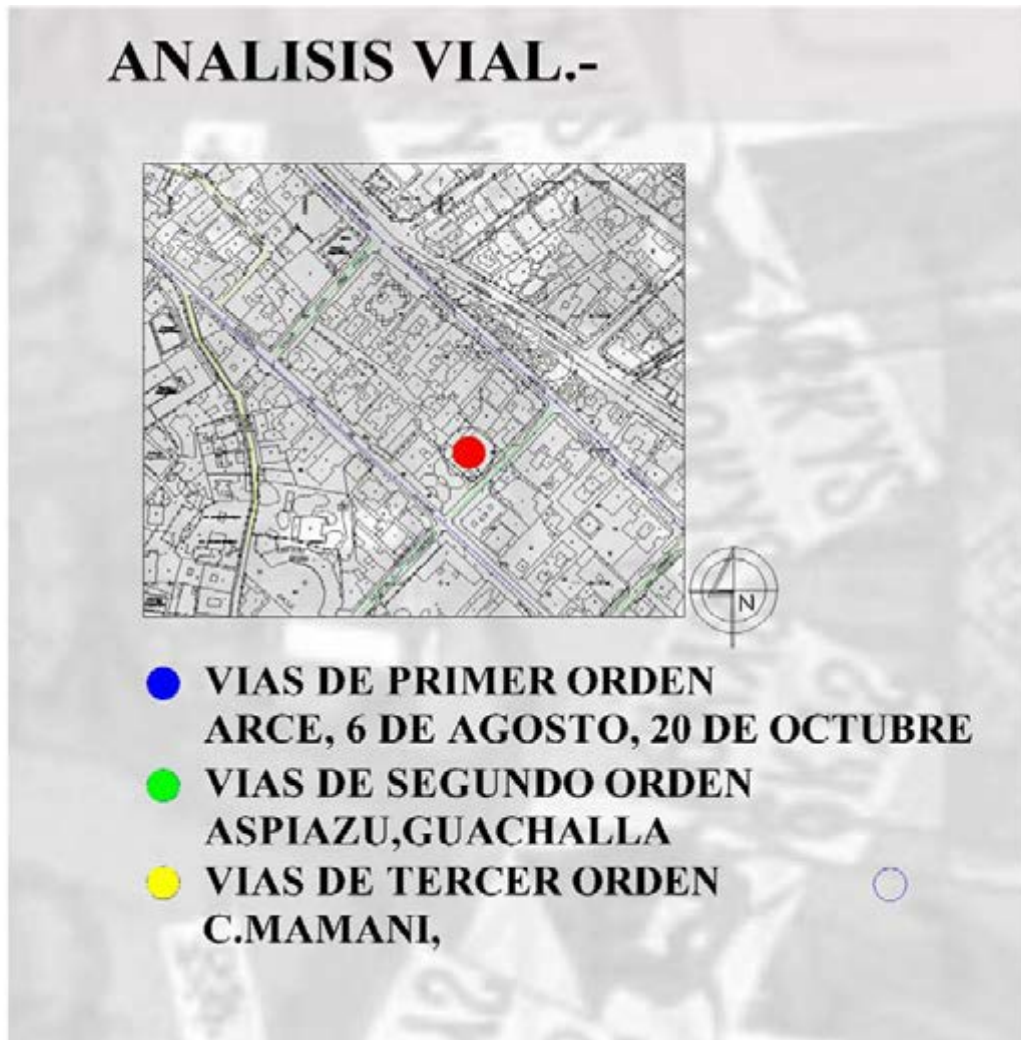 ANALISIS VIAL.-
N
VIAS DE PRIMER ORDEN
ARCE, 6 DE AGOSTO, 20 DE OCTUBRE
VIAS DE SEGUNDO ORDEN
ASPIAZU,GUACHALLA
VIAS DE TERCER ORDEN
C.MAMANI,